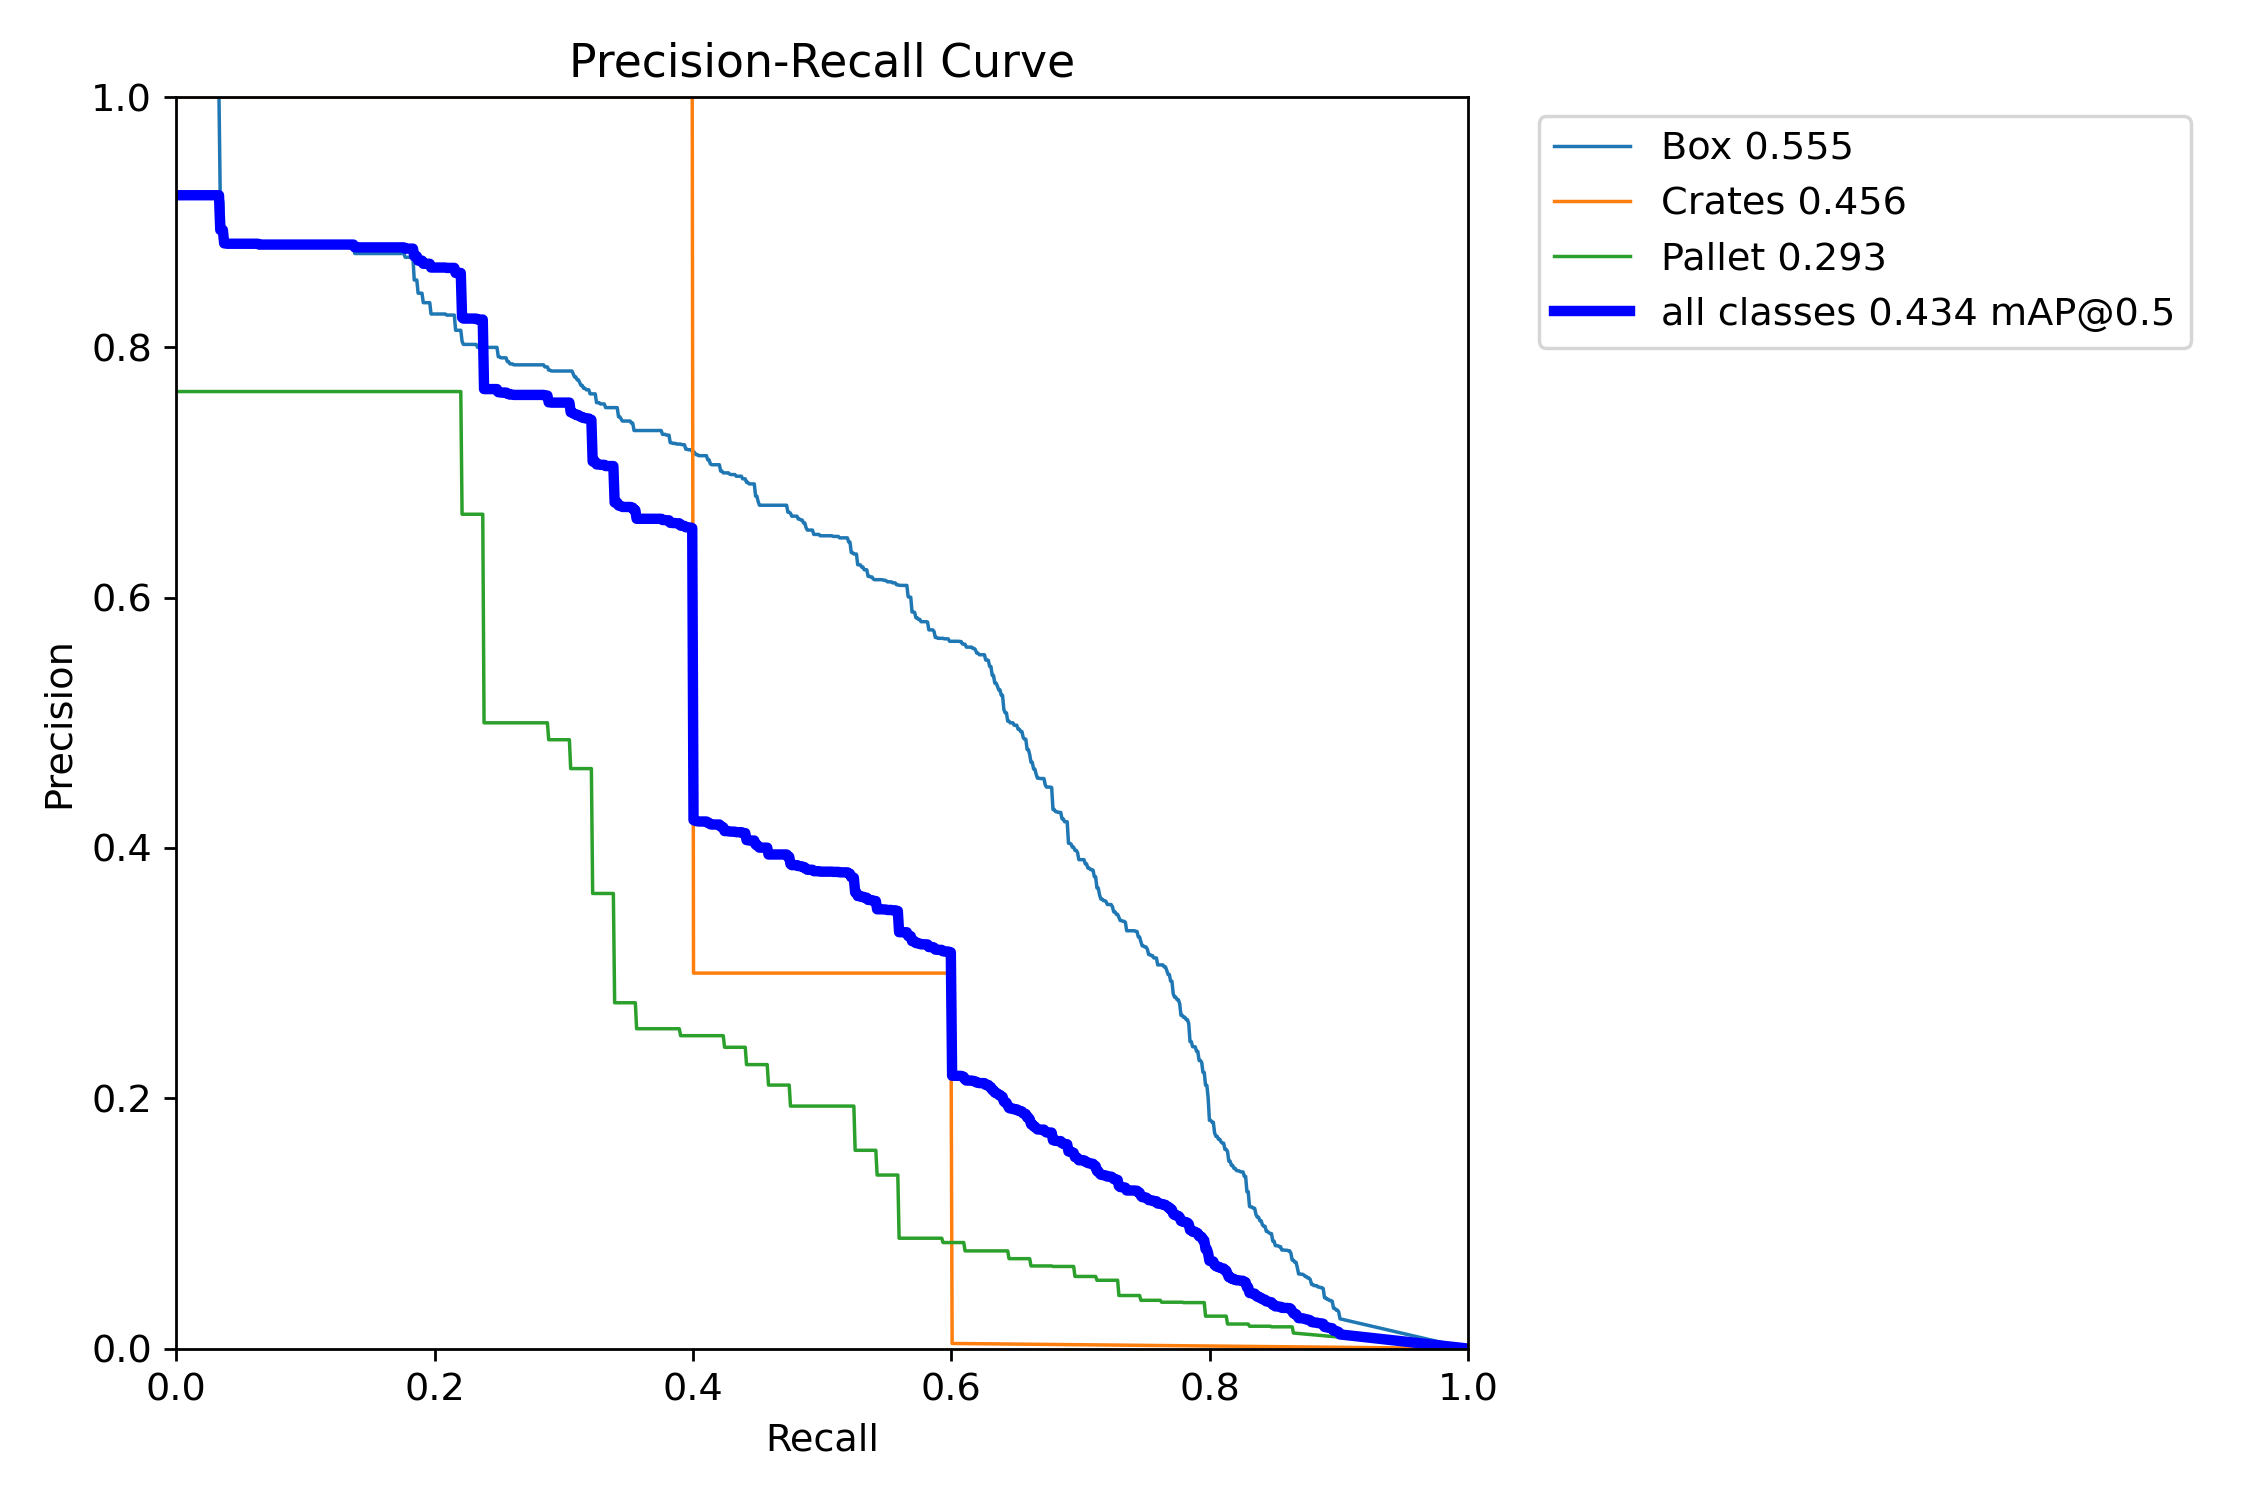 Precision-Recall Curve
1.0
0.8
0.6
0.4
0.2
0.0
Precision
0.0 0.2 0.4 0.6 0.8 1.0
Recall
Box 0.555
Crates 0.456
Pallet 0.293
all classes 0.434 mAP@0.5